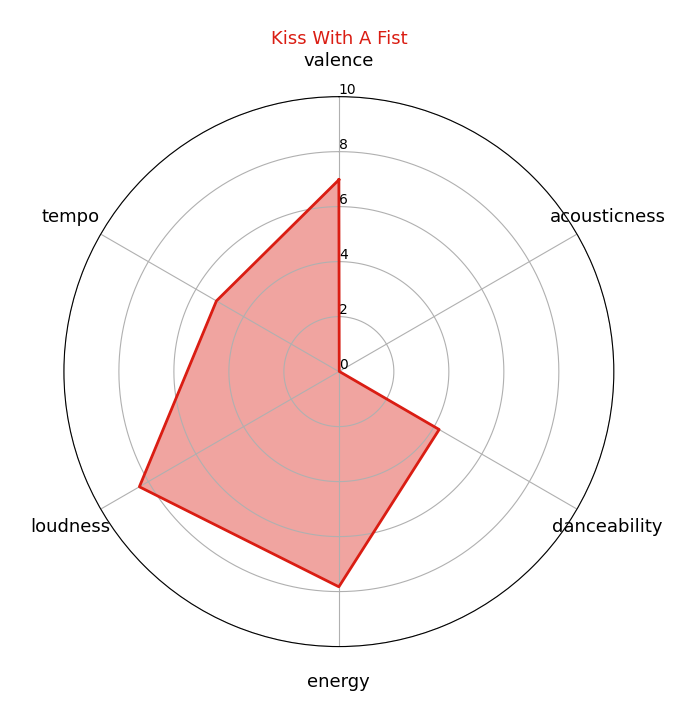 Kiss With A Fist
valence
10
8
6
4
2
0
tempo
acousticness
loudness
danceability
energy